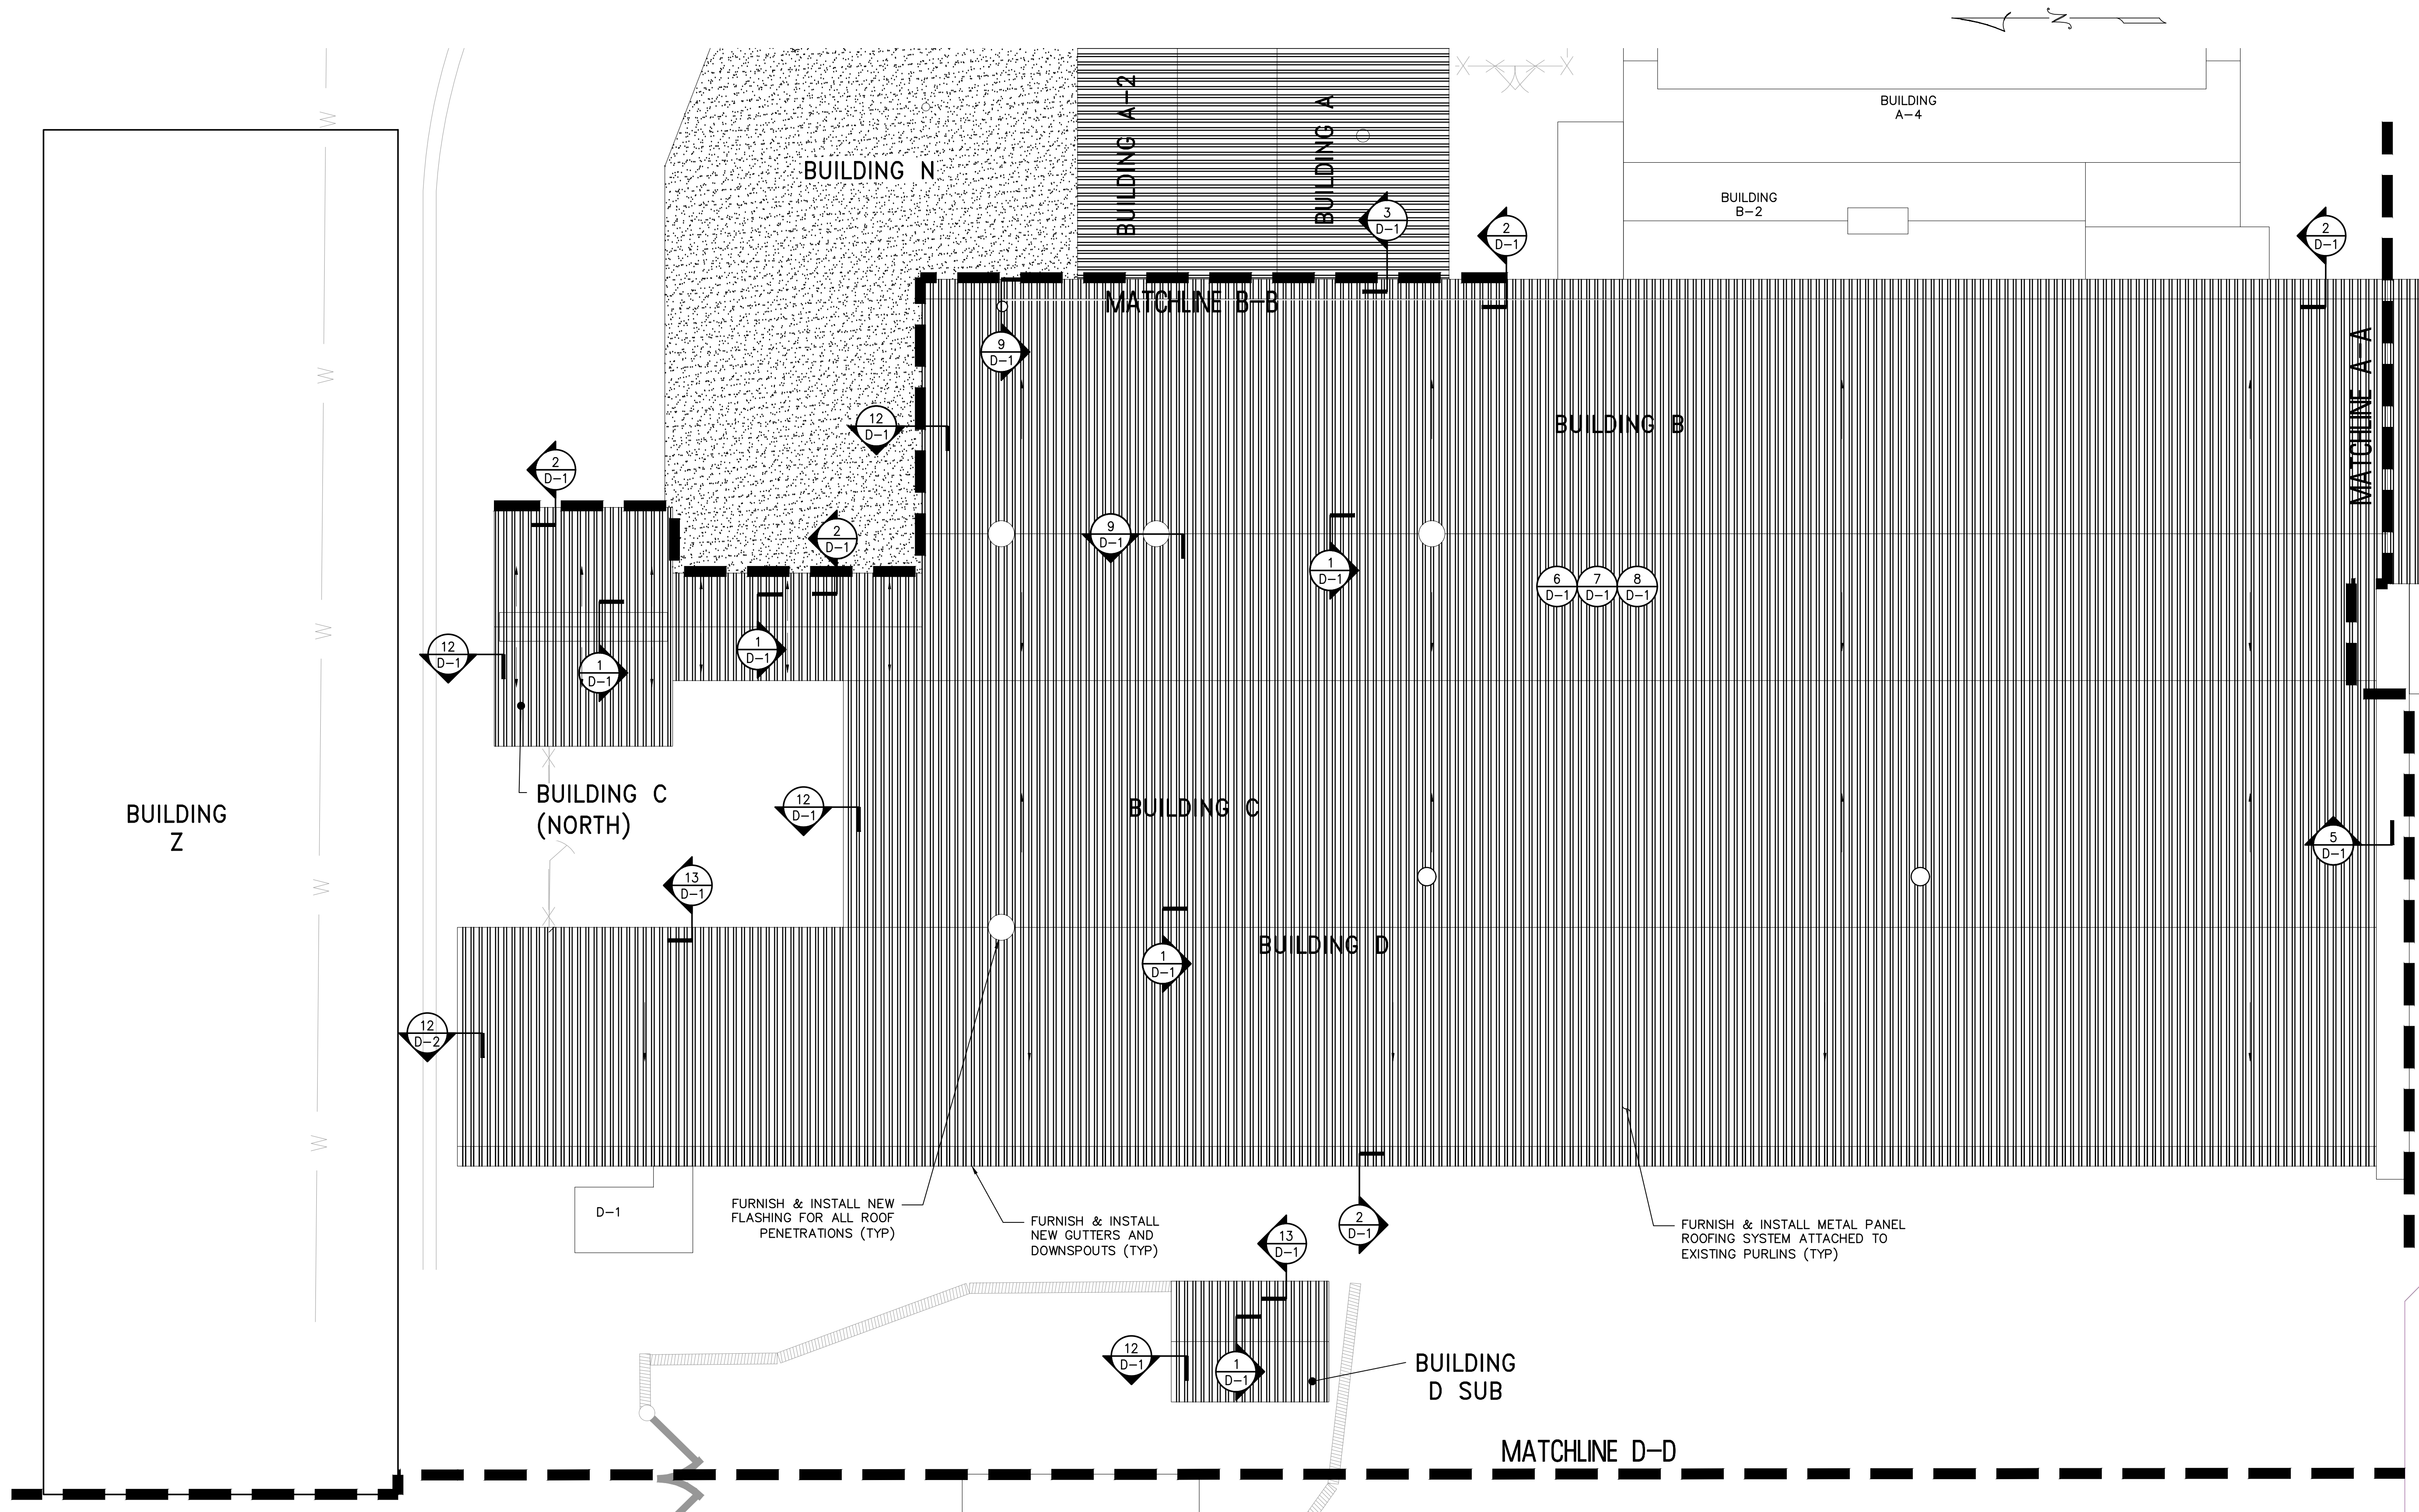 N
BUILDING
A-4
BUILDING A-2
BUILDING A
BUILDING N
BUILDING
B-2
3
D-1
2
D-1
2
D-1
MATCHLINE B-B
9
D-1
MATCHLINE A-A
12
D-1
BUILDING B
2
D-1
2
D-1
9
D-1
1
D-1
6
D-1
7
D-1
8
D-1
12
D-1
1
D-1
1
D-1
BUILDING C
(NORTH)
12
D-1
BUILDING C
BUILDING
Z
5
D-1
13
D-1
1
D-1
BUILDING D
12
D-2
D-1
FURNISH & INSTALL NEW
FLASHING FOR ALL ROOF
PENETRATIONS (TYP)
FURNISH & INSTALL
NEW GUTTERS AND
DOWNSPOUTS (TYP)
2
D-1
FURNISH & INSTALL METAL PANEL
ROOFING SYSTEM ATTACHED TO
EXISTING PURLINS (TYP)
13
D-1
12
D-1
1
D-1
BUILDING
D SUB
MATCHLINE D-D
W
W
W
W
W